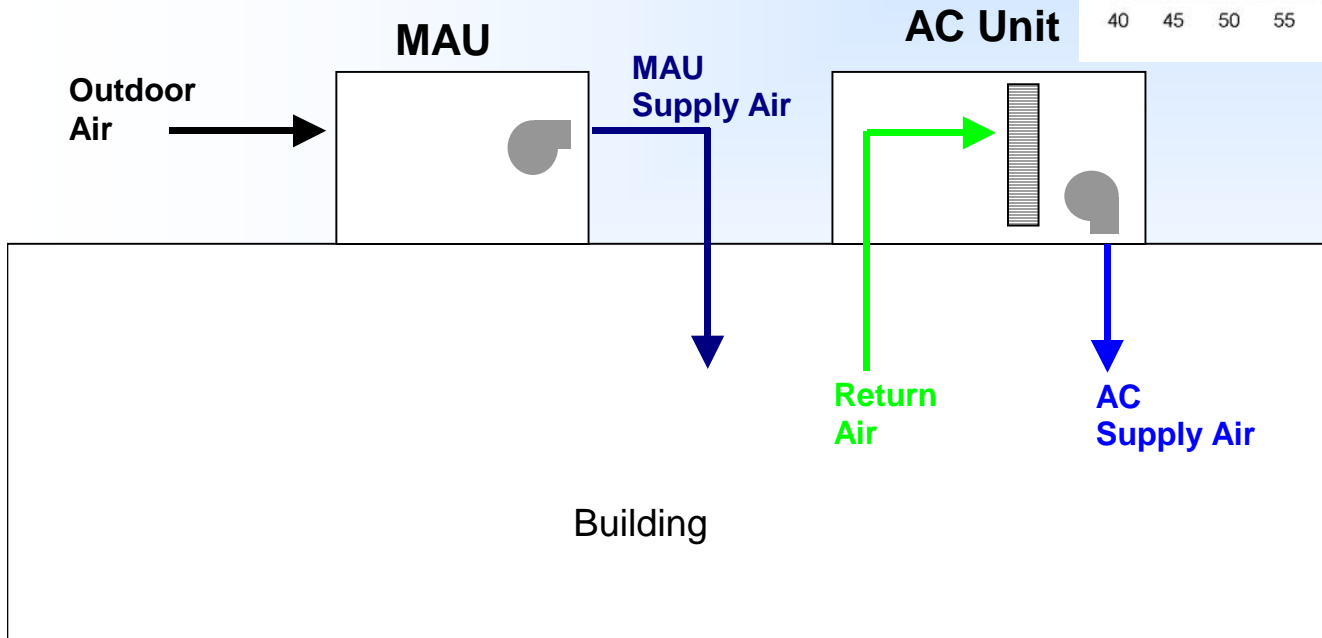 AC Unit
40 45 50 55
MAU
MAU
Supply Air
Outdoor
Air
Return
Air
AC
Supply Air
Building